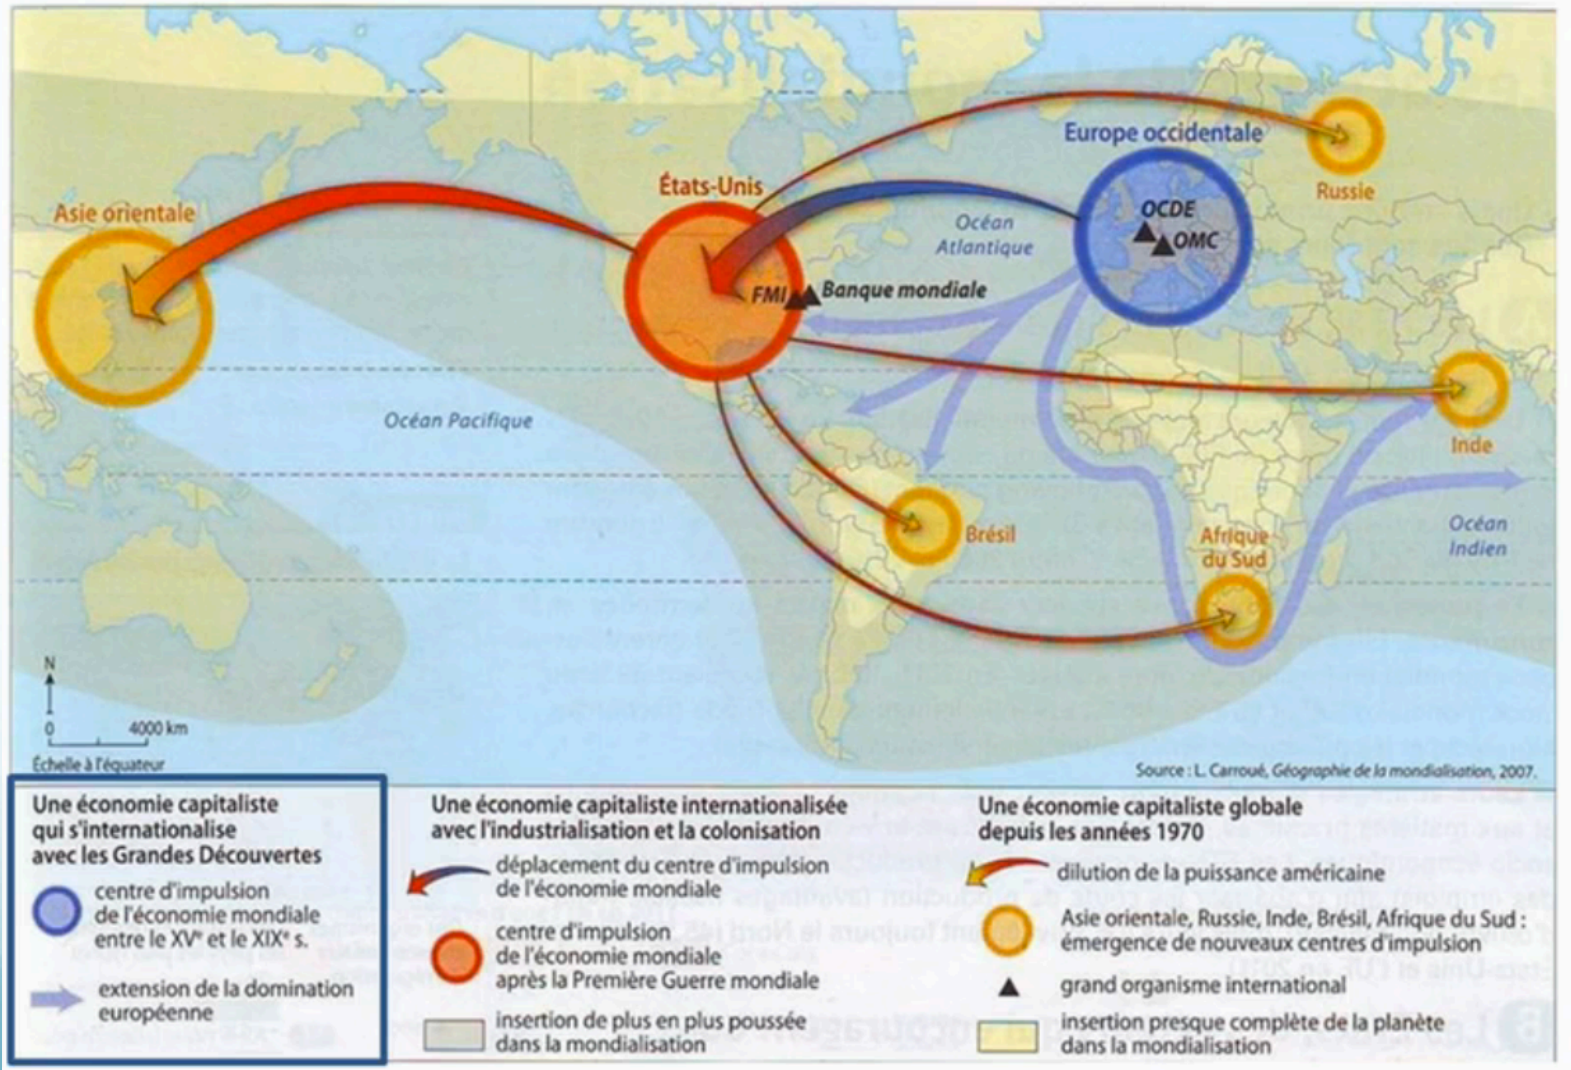 Europe occidentale
Russie
États-Unis
Asie orientale
OCDE
OMC
Océan
Atlantique
FMI
Banque mondiale
Océan Pacifique
Inde
Brésil
Afrique
du Sud
Océan
Indien
N
0 4000 km
Échelle à l'équateur
Source : L. Carroué, Géographie de la mondialisation, 2007.
Une économie capitaliste
qui s'internationalise
avec les Grandes Découvertes
centre d'impulsion
de l'économie mondiale
entre le XVe et le XIXe s.
extension de la domination
européenne
Une économie capitaliste internationalisée
avec l'industrialisation et la colonisation
déplacement du centre d'impulsion
de l'économie mondiale
centre d'impulsion
de l'économie mondiale
après la Première Guerre mondiale
insertion de plus en plus poussée
dans la mondialisation
Une économie capitaliste globale
depuis les années 1970
dilution de la puissance américaine
Asie orientale, Russie, Inde, Brésil, Afrique du Sud :
émergence de nouveaux centres d'impulsion
grand organisme international
insertion presque complète de la planète
dans la mondialisation